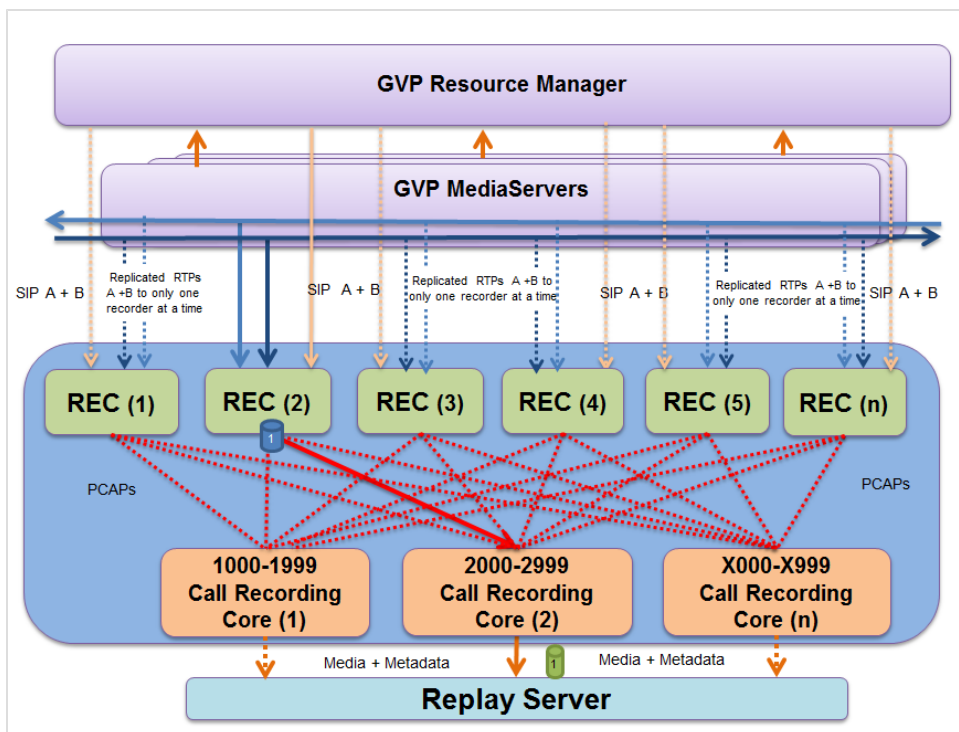 GVP Resource Manager
GVP MediaServers
SIP A + B
Replicated RTPs
A +B to only one
recorder at a time
SIP A + B
Replicated RTPs A+B to
only one recorder at a time
SIP A + B
Replicated RTPs A+B to
only one recorder at a time
SIP A + B
REC (1)
REC (2)
REC (3)
REC (4)
REC (5)
REC (n)
1
PCAPs
PCAPs
1000-1999
Call Recording
Core (1)
2000-2999
Call Recording
Core (2)
X000-X999
Call Recording
Core (n)
Media + Metadata
1
Media + Metadata
Replay Server